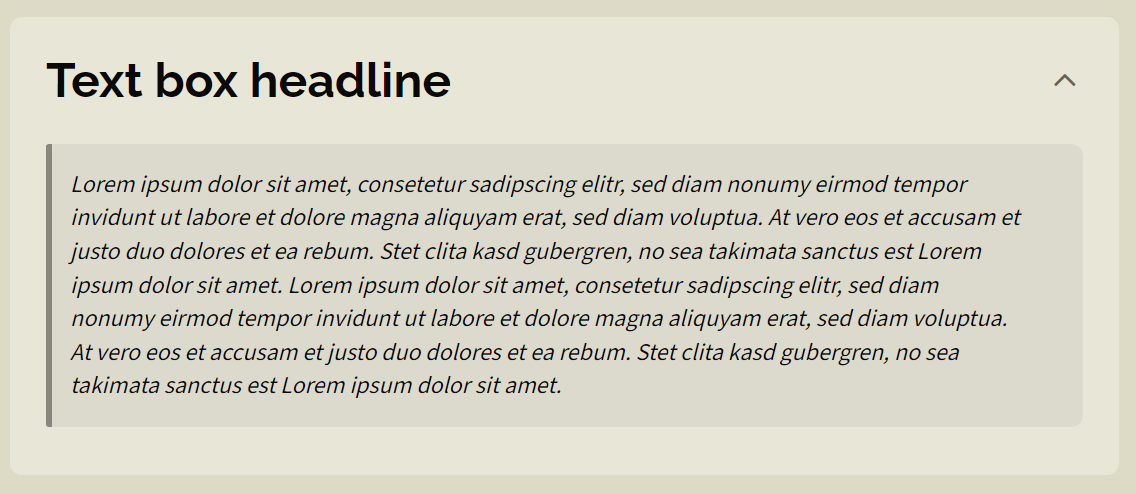 Text box headline
Lorem ipsum dolor sit amet, consetetur sadipscing elitr, sed diam nonumy eirmod tempor
invidunt ut labore et dolore magna aliquyam erat, sed diam voluptua. At vero eos et accusam et
justo duo dolores et ea rebum. Stet clita kasd gubergren, no sea takimata sanctus est Lorem
ipsum dolor sit amet. Lorem ipsum dolor sit amet, consetetur sadipscing elitr, sed diam
nonumy eirmod tempor invidunt ut labore et dolore magna aliquyam erat, sed diam voluptua.
At vero eos et accusam et justo duo dolores et ea rebum. Stet clita kasd gubergren, no sea
takimata sanctus est Lorem ipsum dolor sit amet.